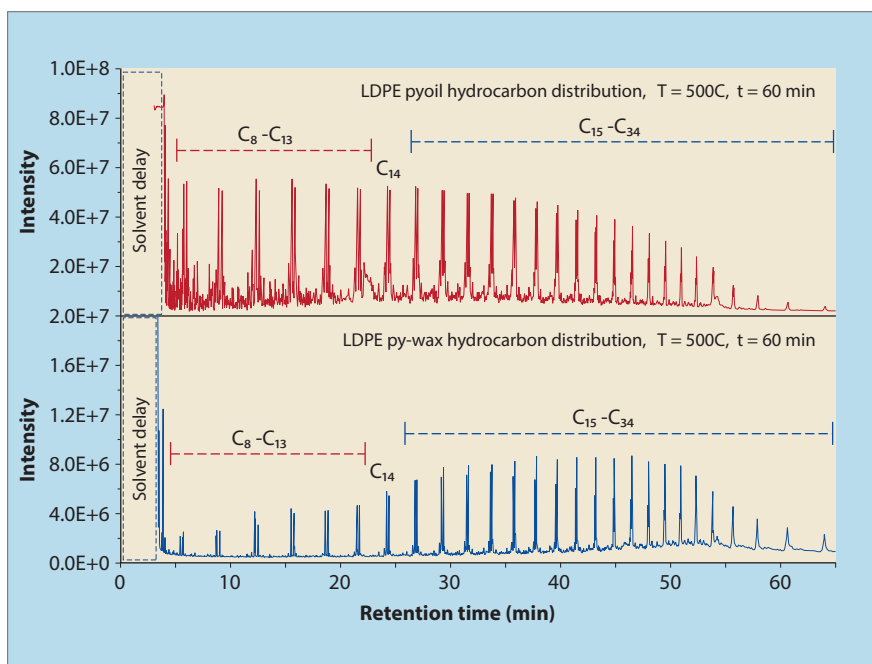 1.0E+8
LDPE pyoil hydrocarbon distribution, T = 500C, t = 60 min
8.0E+7
C₈ -C₁₃
C₁₅ -C₃₄
6.0E+7
C₁₄
Intensity
Solvent delay
4.0E+7
2.0E+7
2.0E+7
LDPE py-wax hydrocarbon distribution, T = 500C, t = 60 min
1.6E+7
1.2E+7
C₈ -C₁₃
C₁₅ -C₃₄
C₁₄
Intensity
Solvent delay
8.0E+6
4.0E+6
0.0E+0
0 10 20 30 40 50 60
Retention time (min)